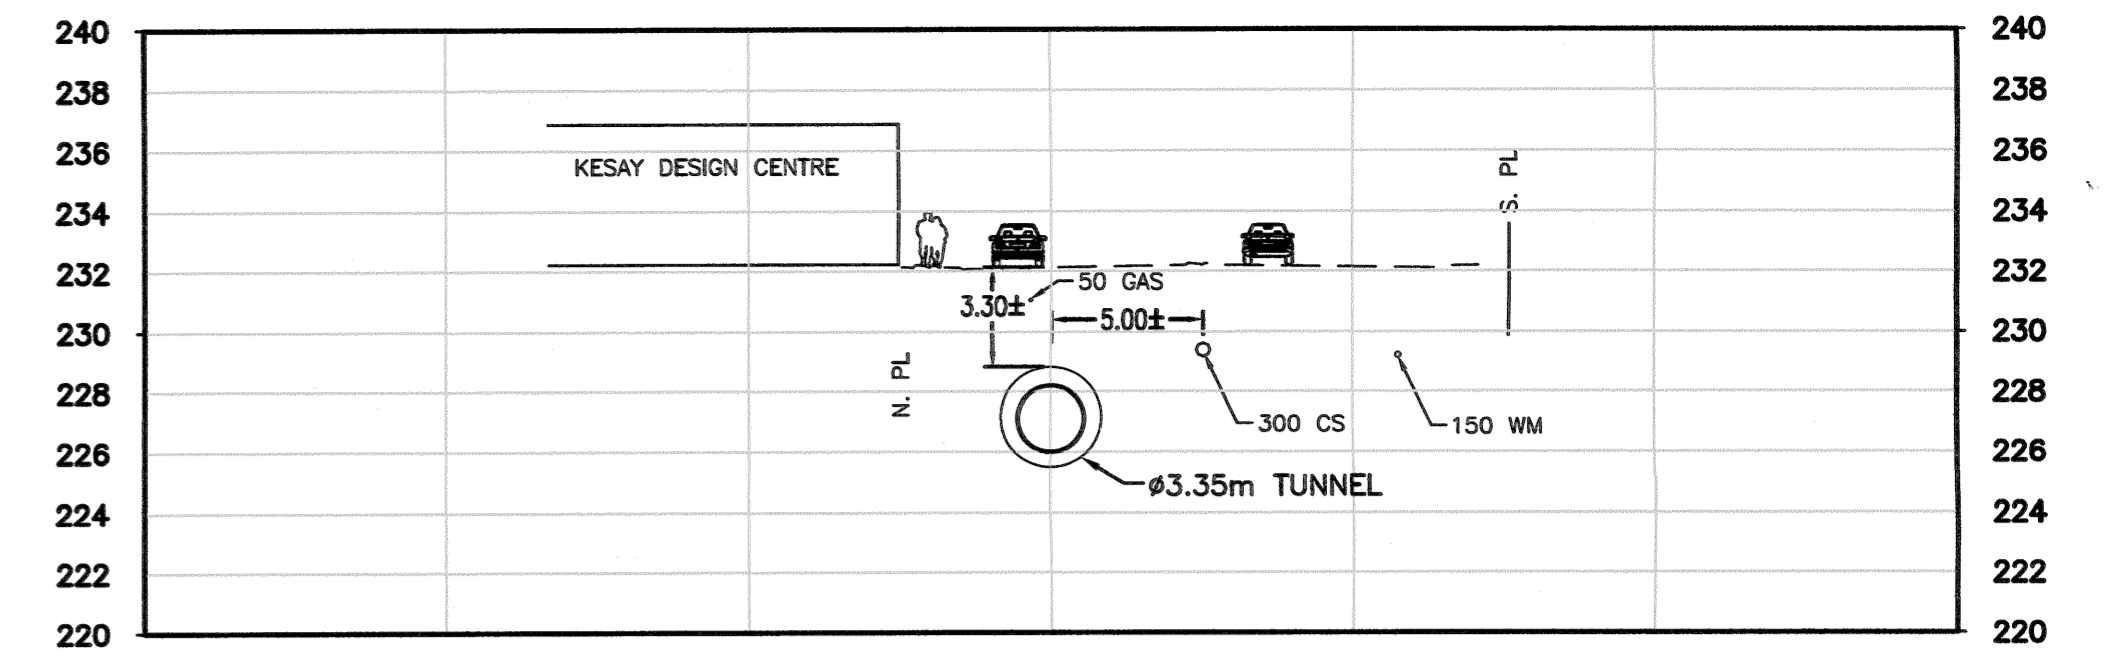 240 240
238 238
236 236
KESAY DESIGN CENTRE
S. PL
234 234
232 232
50 GAS
3.30±
5.00±
230 230
N. PL
228 228
300 CS
150 WM
226 226
ø3.35m TUNNEL
224 224
222 222
220 220